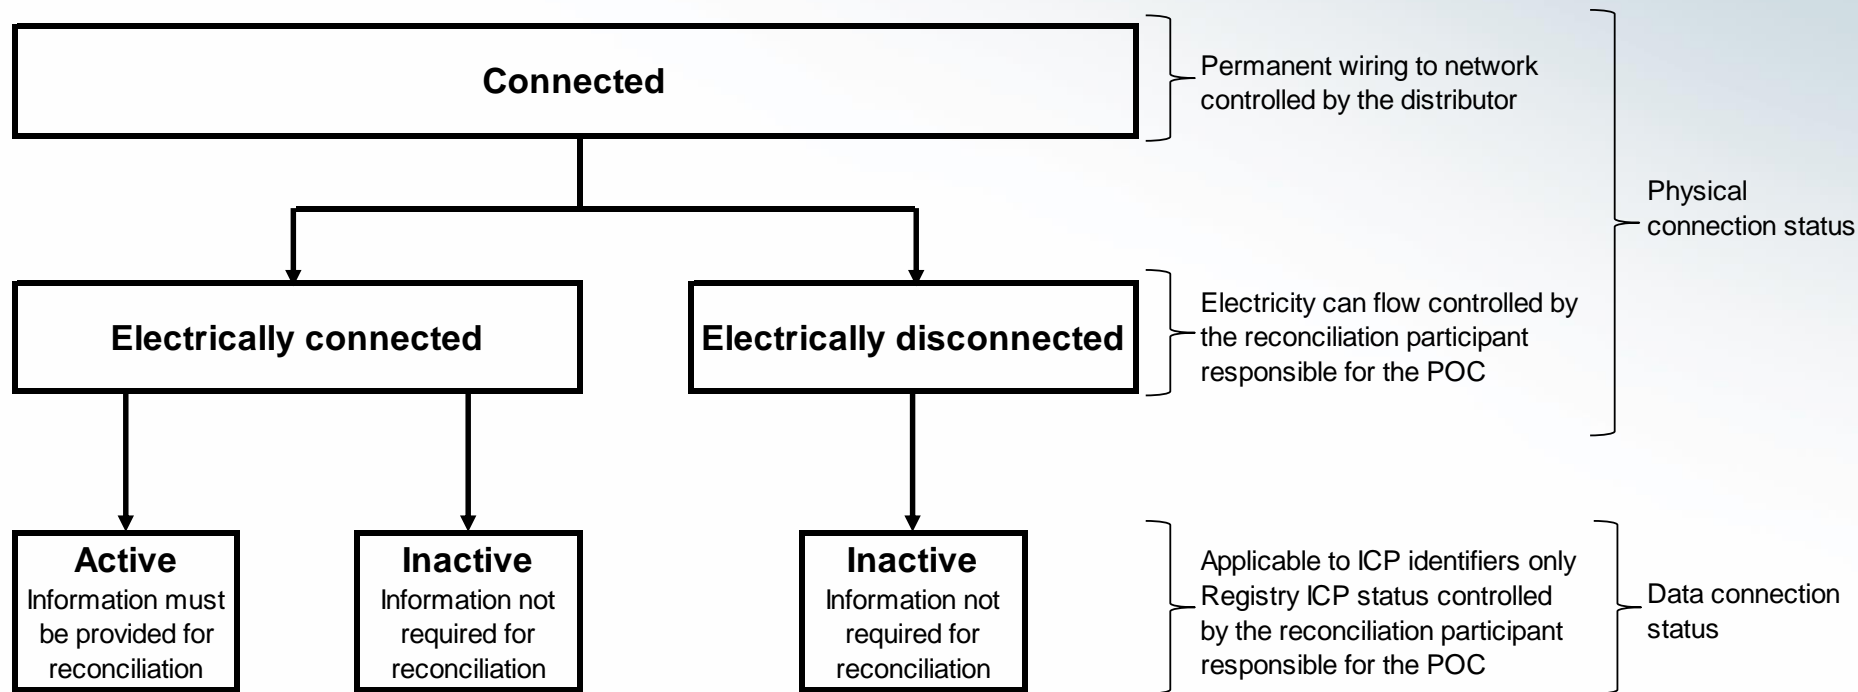 Connected
Permanent wiring to network
controlled by the distributor
Physical
connection status
Electrically connected
Electrically disconnected
Electricity can flow controlled by
the reconciliation participant
responsible for the POC
Active
Information must
be provided for
reconciliation
Inactive
Information not
required for
reconciliation
Inactive
Information not
required for
reconciliation
Applicable to ICP identifiers only
Registry ICP status controlled
by the reconciliation participant
responsible for the POC
Data connection
status